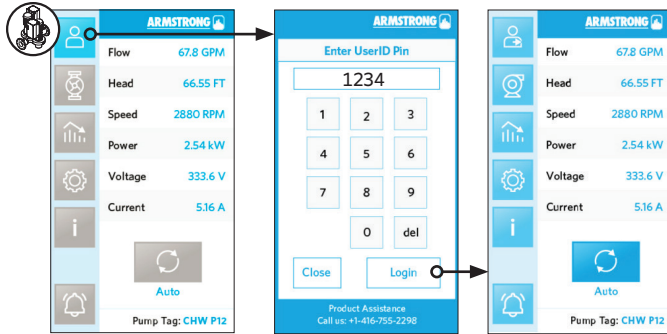 ARMSTRONG
Flow 67.8 GPM
Head 66.55 FT
Speed 2880 RPM
Power 2.54 kW
Voltage 333.6 V
Current 5.16 A
i
Auto
Pump Tag: CHW P12
ARMSTRONG
Enter UserID Pin
1234
1 2 3
4 5 6
7 8 9
0 del
Close Login
Product Assistance
Call us: +1-416-755-2298
ARMSTRONG
Flow 67.8 GPM
Head 66.55 FT
Speed 2880 RPM
Power 2.54 kW
Voltage 333.6 V
Current 5.16 A
i
Auto
Pump Tag: CHW P12